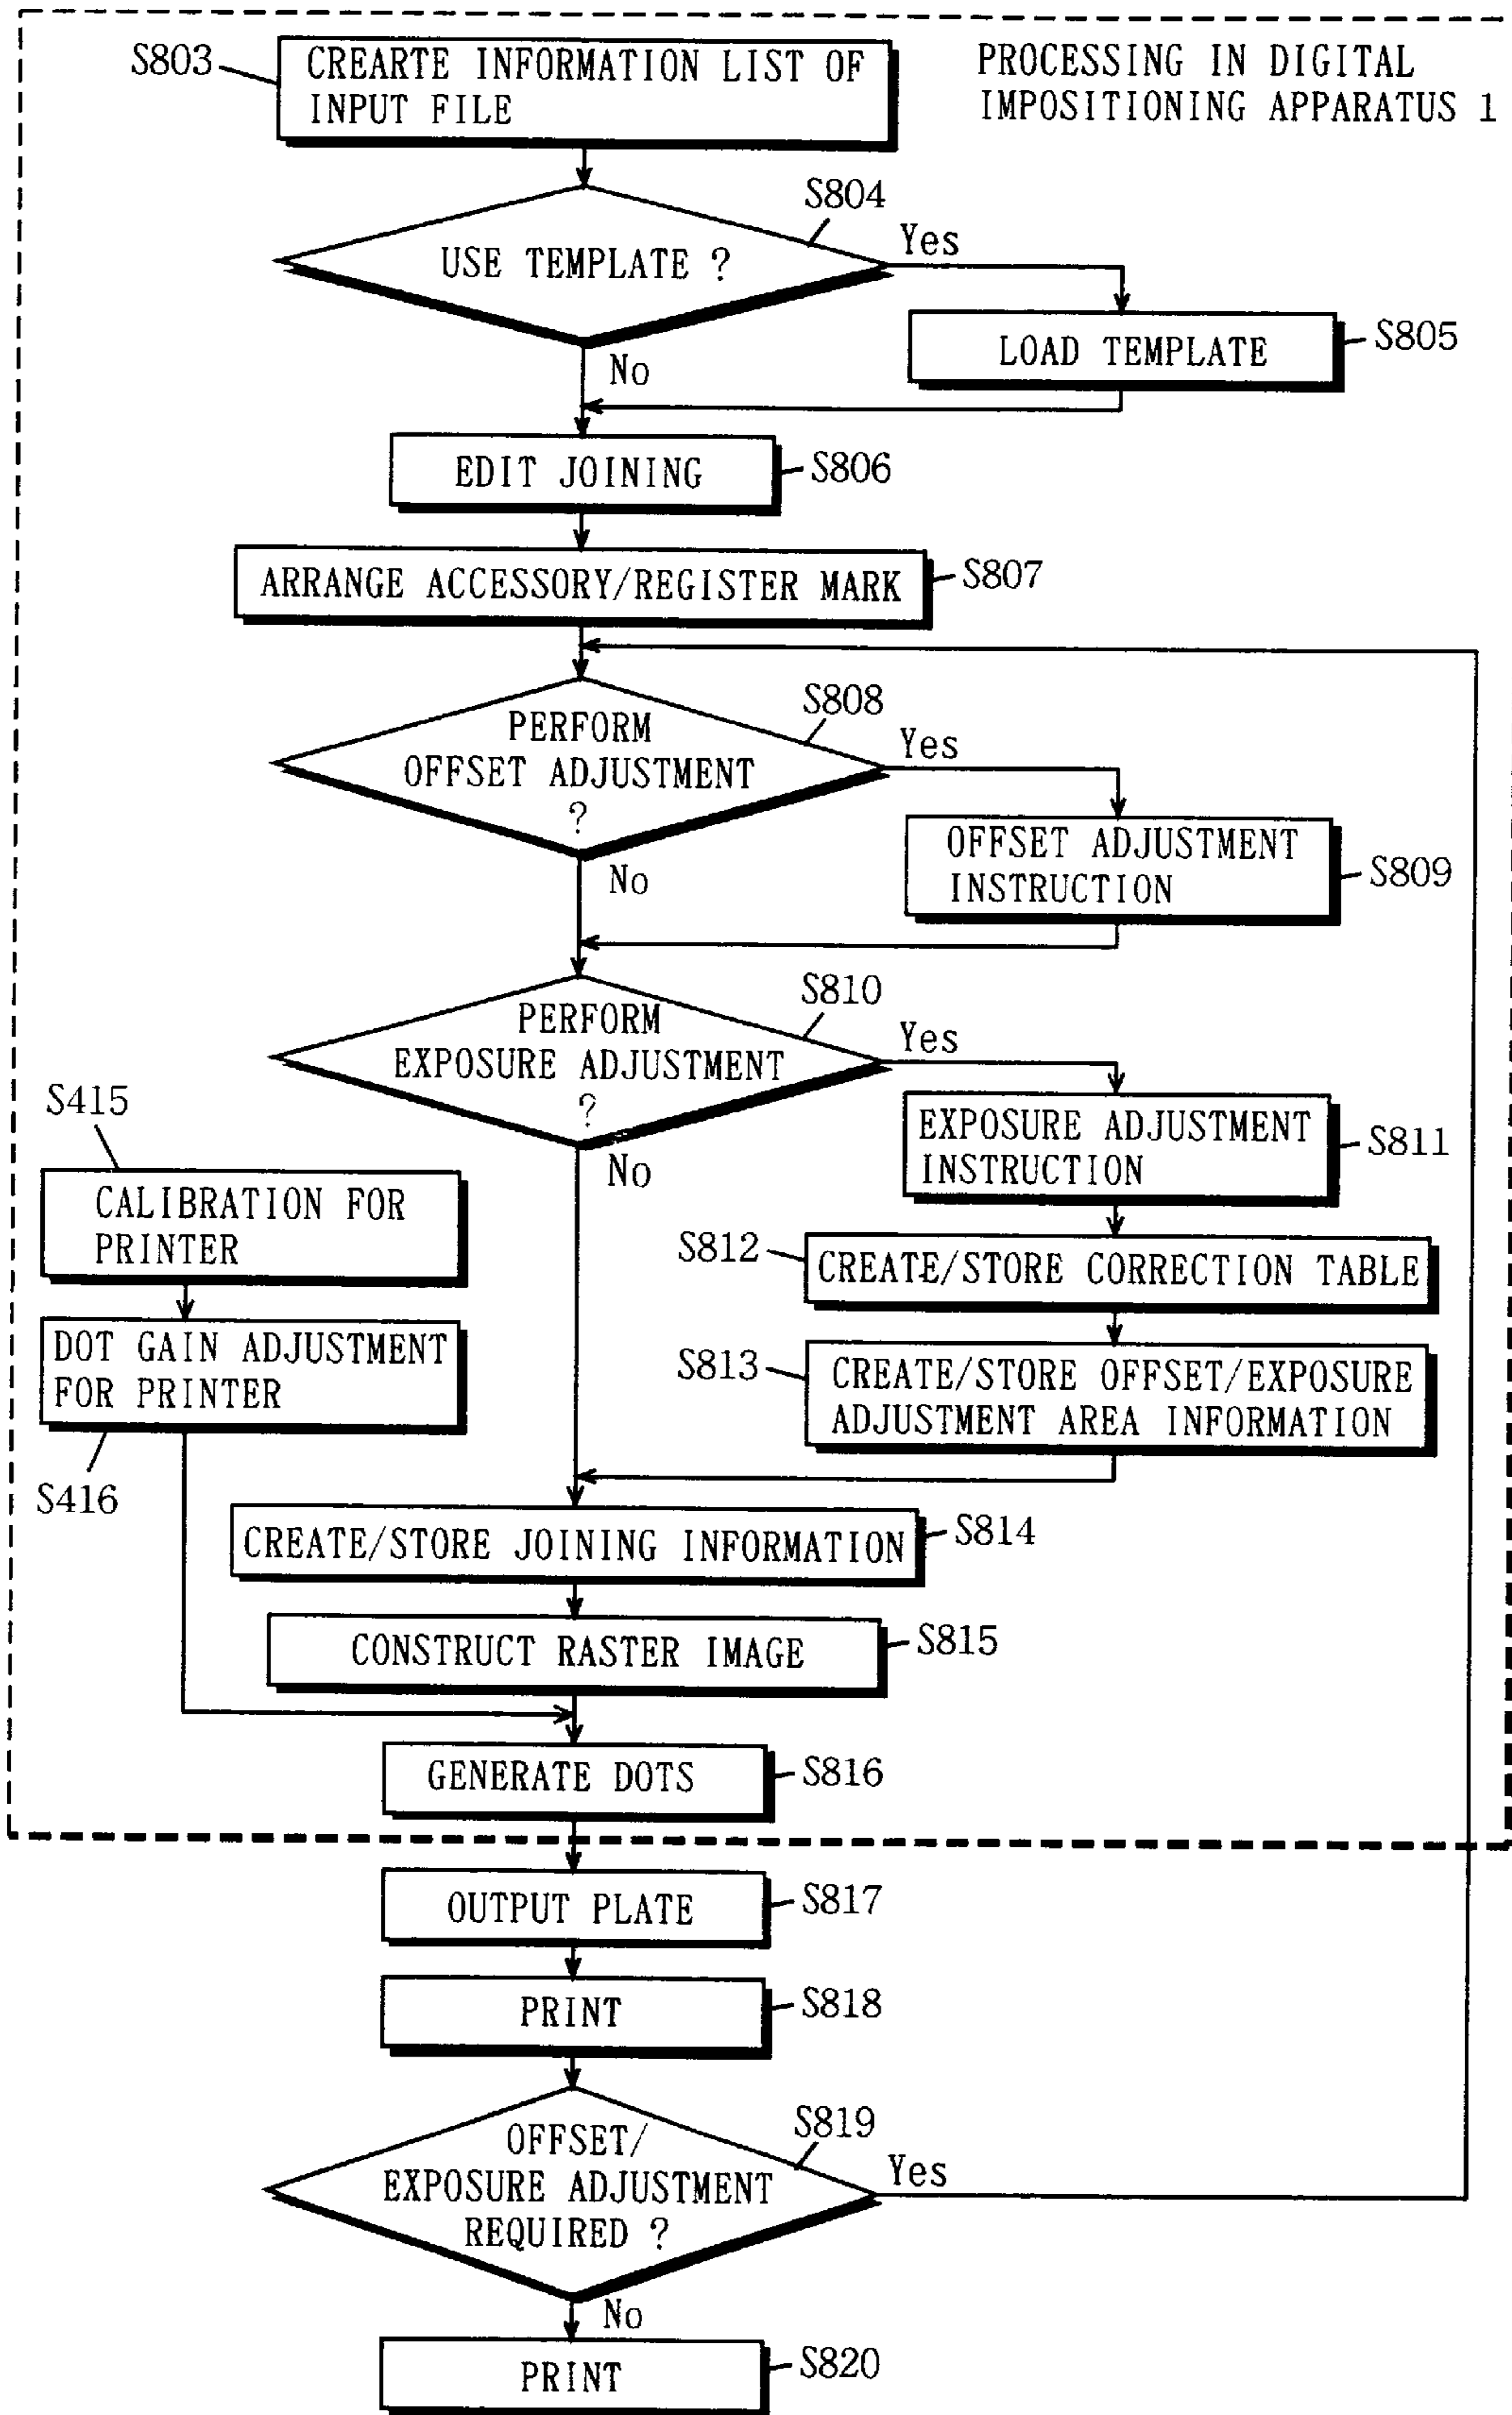 S803
CREARTE INFORMATION LIST OF
INPUT FILE
PROCESSING IN DIGITAL
IMPOSITIONING APPARATUS 1
S804
USE TEMPLATE ?
Yes
No
LOAD TEMPLATE
S805
EDIT JOINING
S806
ARRANGE ACCESSORY/REGISTER MARK
S807
S808
PERFORM
OFFSET ADJUSTMENT
?
Yes
No
OFFSET ADJUSTMENT
INSTRUCTION
S809
S810
PERFORM
EXPOSURE ADJUSTMENT
?
Yes
No
EXPOSURE ADJUSTMENT
INSTRUCTION
S811
S415
CALIBRATION FOR
PRINTER
S812
CREATE/STORE CORRECTION TABLE
DOT GAIN ADJUSTMENT
FOR PRINTER
S416
S813
CREATE/STORE OFFSET/EXPOSURE
ADJUSTMENT AREA INFORMATION
CREATE/STORE JOINING INFORMATION
S814
CONSTRUCT RASTER IMAGE
S815
GENERATE DOTS
S816
OUTPUT PLATE
S817
PRINT
S818
S819
OFFSET/
EXPOSURE ADJUSTMENT
REQUIRED ?
Yes
No
PRINT
S820